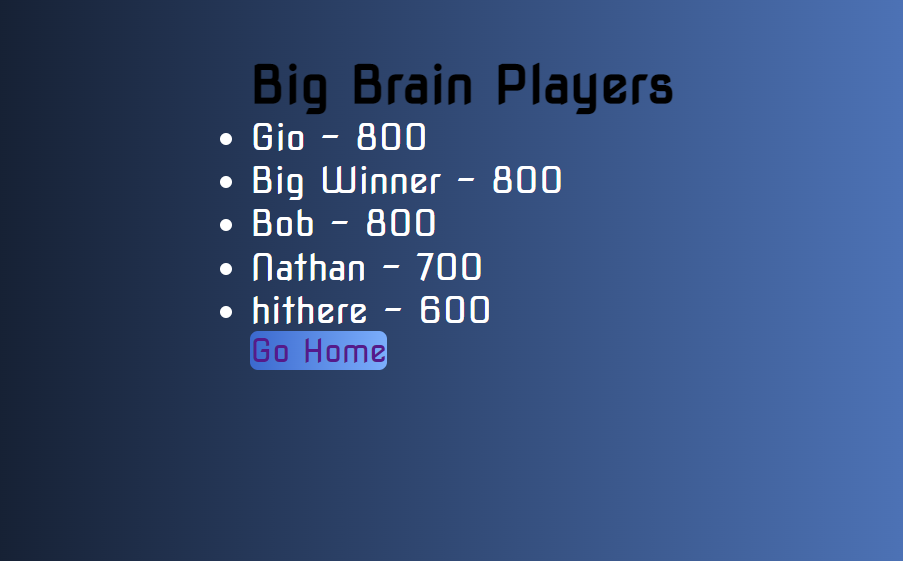 Big Brain Players
Gio - 800
Big Winner - 800
Bob - 800
Nathan - 700
hithere - 600
Go Home